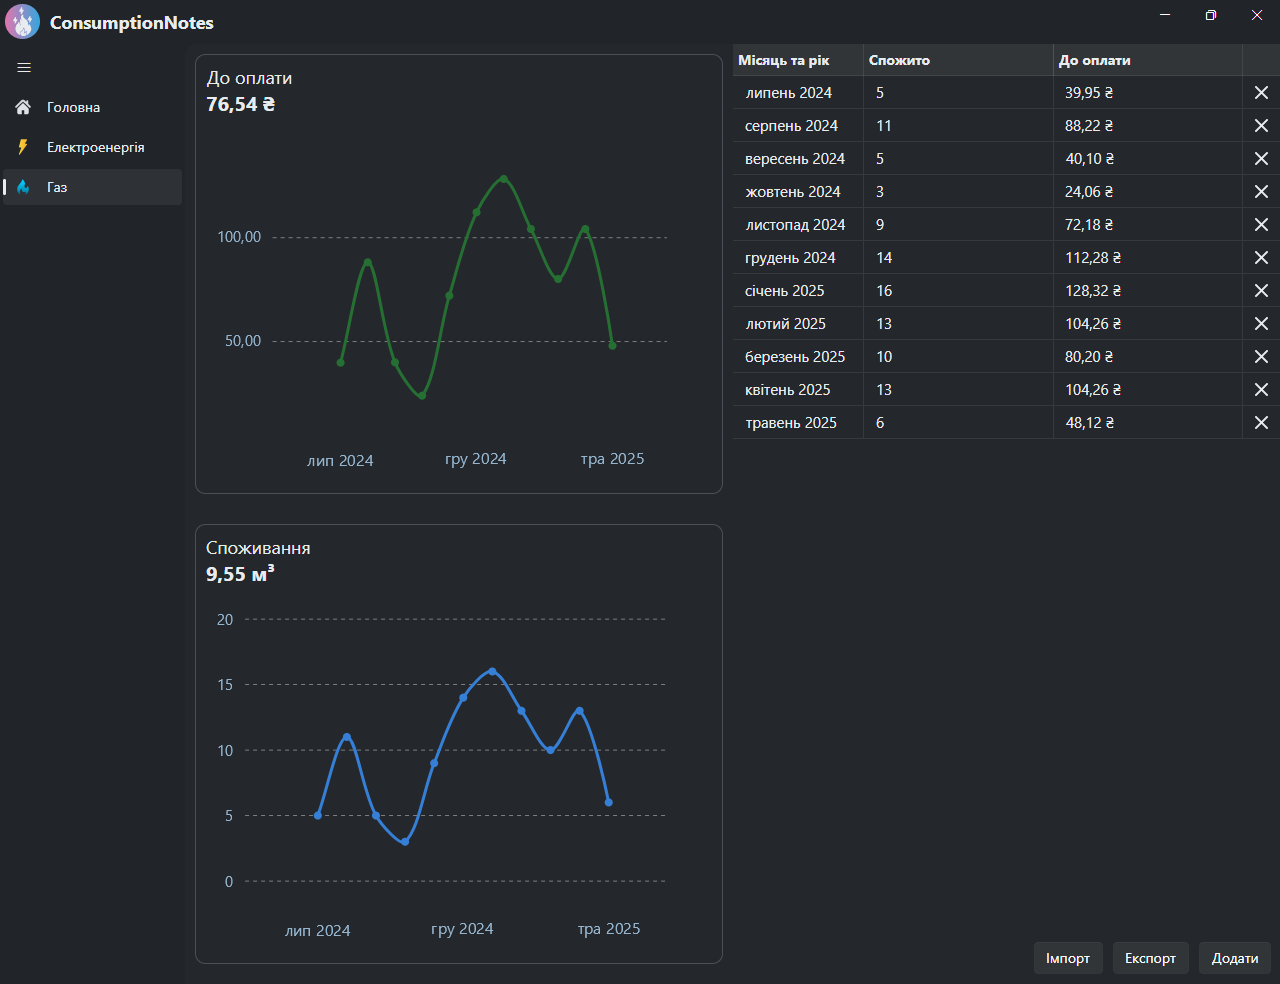 ConsumptionNotes
Головна
Електроенергія
Газ
До оплати
76,54 ₴
100,00
50,00
лип 2024
гру 2024
тра 2025
Споживання
9,55 м³
20
15
10
5
0
лип 2024
гру 2024
тра 2025
Місяць та рік Спожито До оплати
липень 2024 5 39,95 ₴
серпень 2024 11 88,22 ₴
вересень 2024 5 40,10 ₴
жовтень 2024 3 24,06 ₴
листопад 2024 9 72,18 ₴
грудень 2024 14 112,28 ₴
січень 2025 16 128,32 ₴
лютий 2025 13 104,26 ₴
березень 2025 10 80,20 ₴
квітень 2025 13 104,26 ₴
травень 2025 6 48,12 ₴
Імпорт Експорт Додати